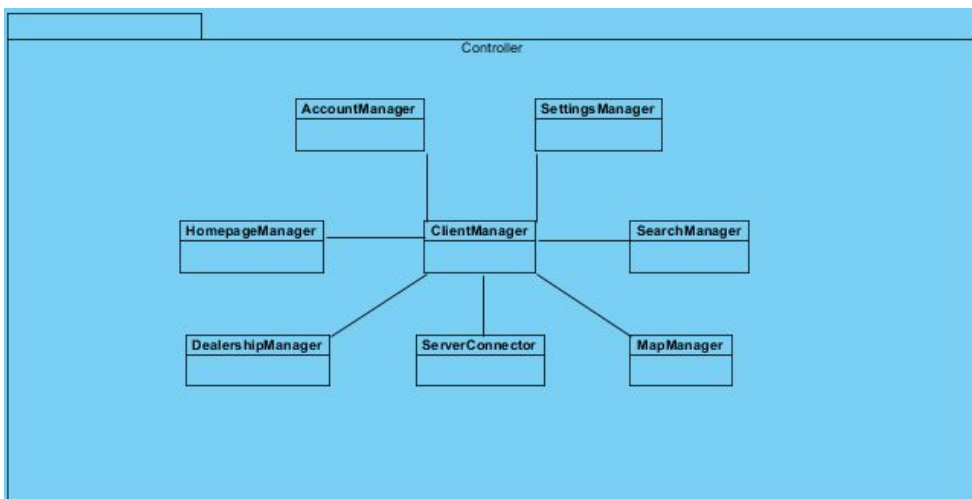 Controller
AccountManager
SettingsManager
HomepageManager
ClientManager
SearchManager
DealershipManager
ServerConnector
MapManager